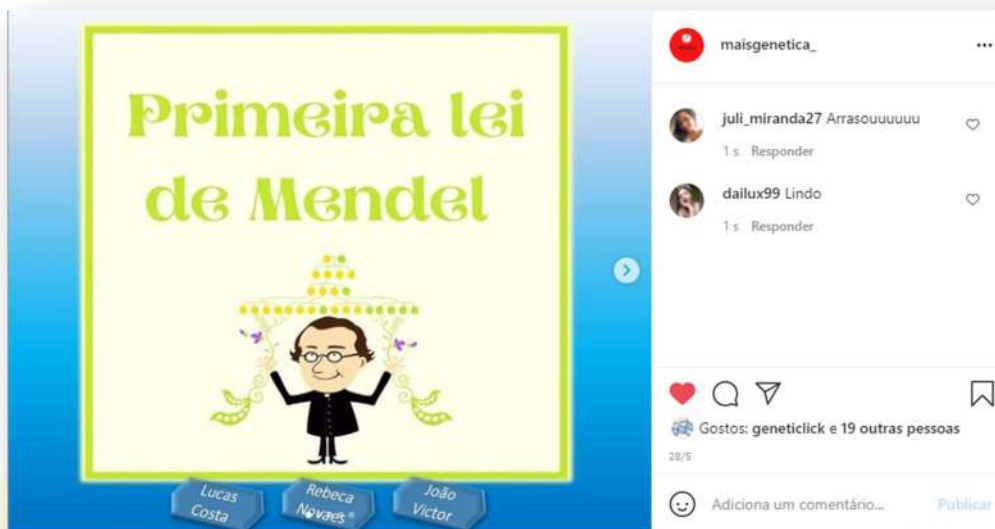 Primeira lei
de Mendel
Lucas
Costa
Rebeca
Novaes
João
Victor
maisgenetica_
juli_miranda27 Arrasouuuuuu
1 s Responder
dailux99 Lindo
1 s Responder
Gostos: geneticlick e 19 outras pessoas
28/5
Adiciona um comentário... Publicar